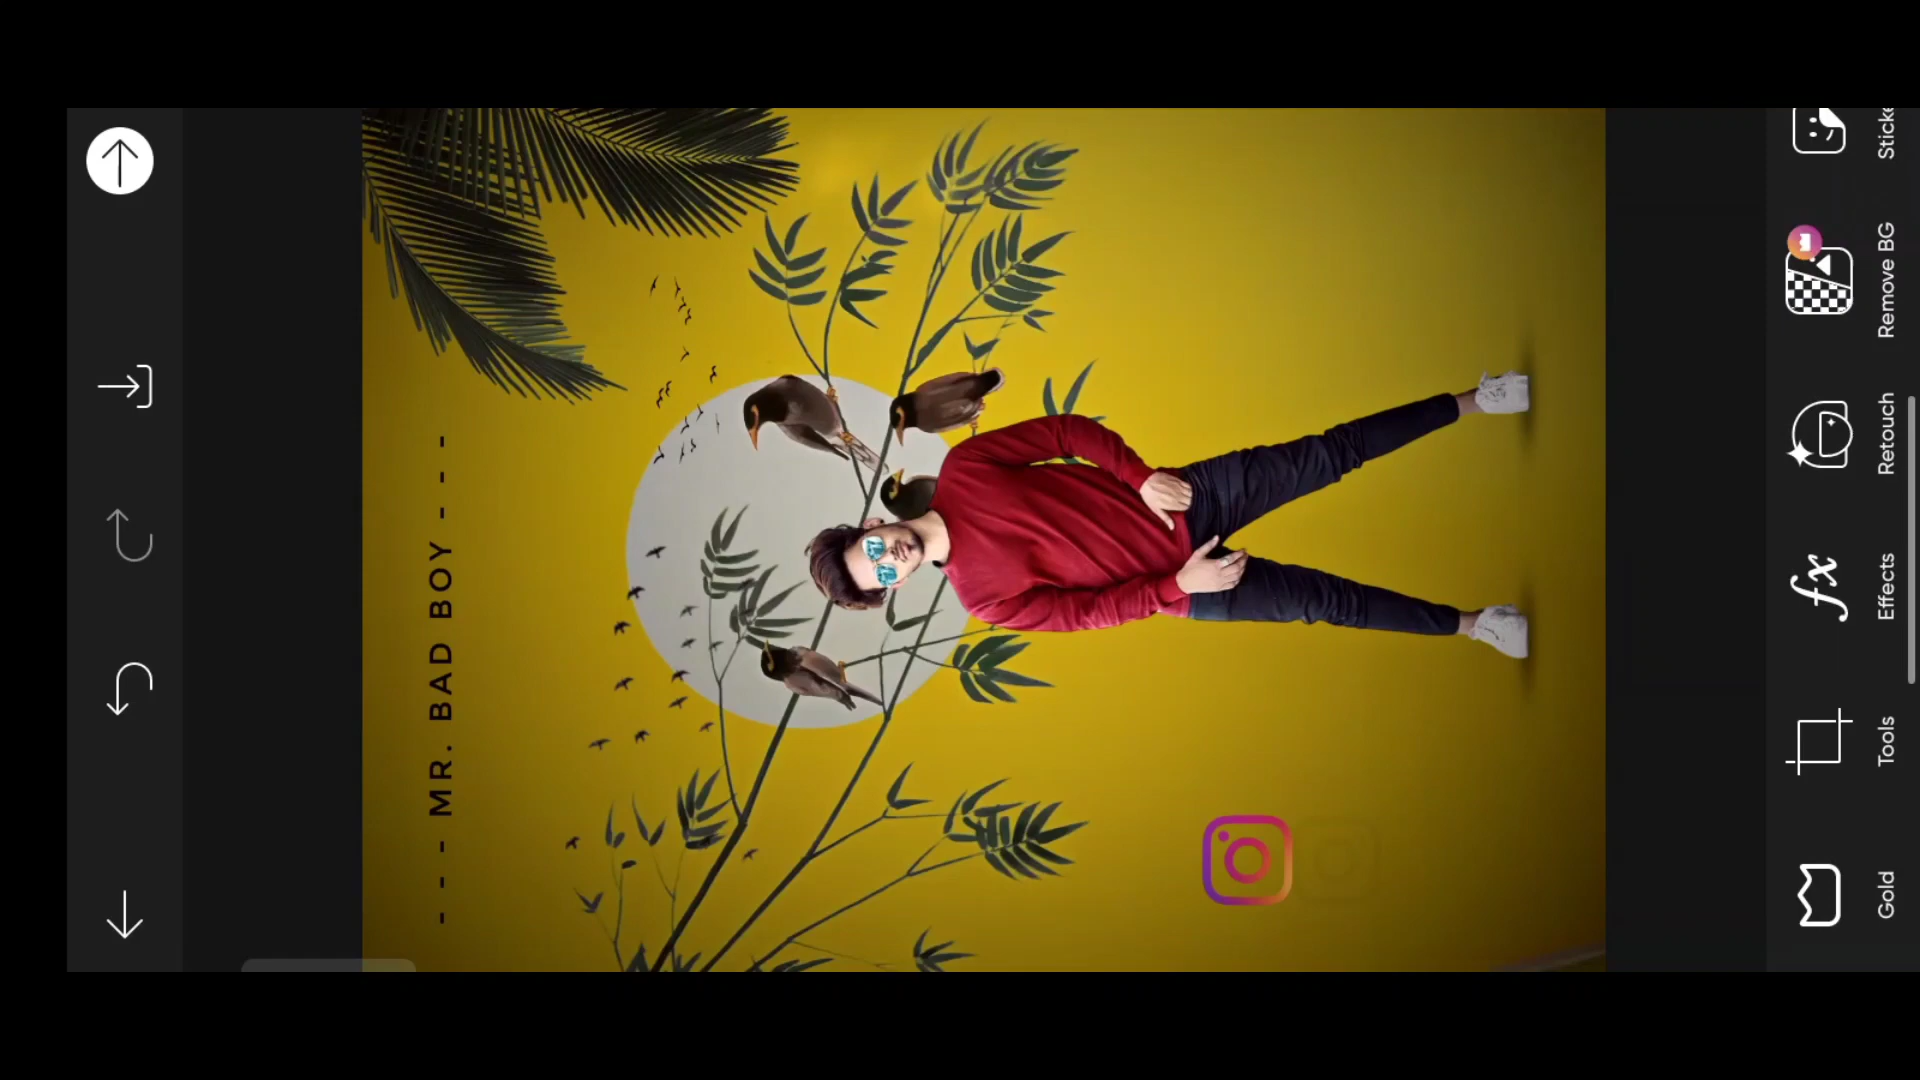 - - - MR. BAD BOY - - -
Gold
Tools
Effects
Retouch
Remove BG
Sticke